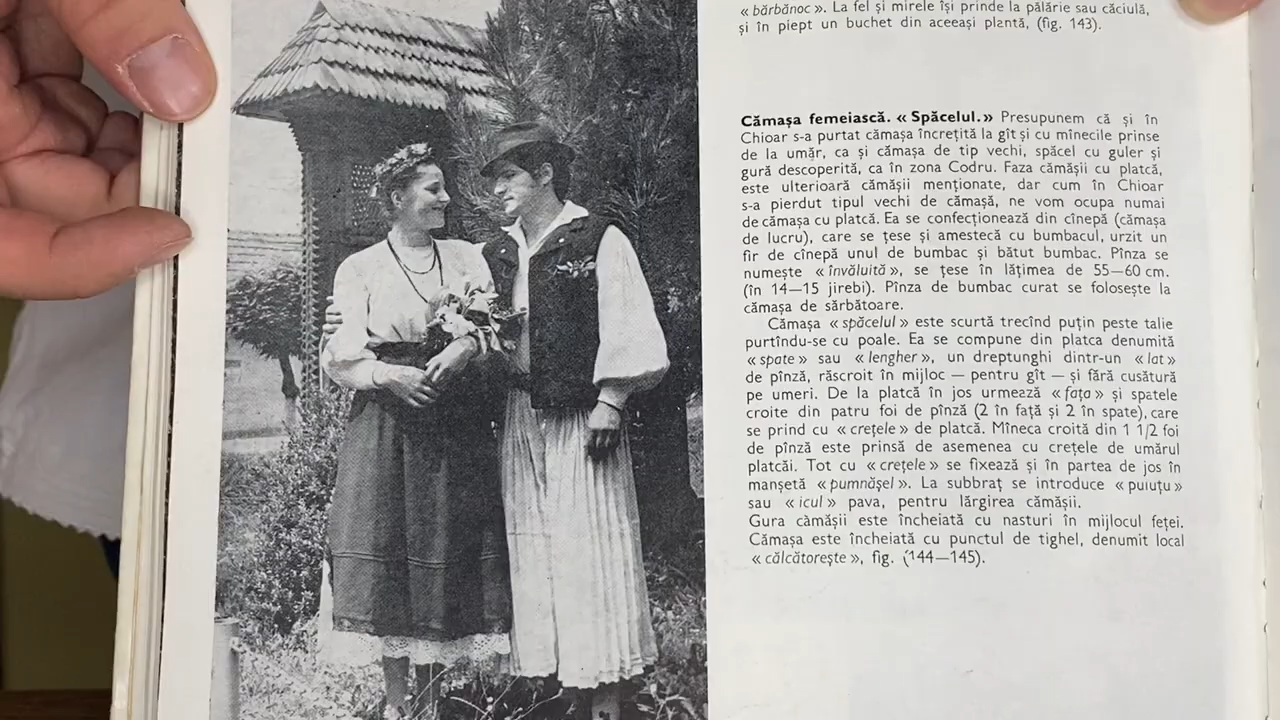 « bărbănoc ». La fel și mirele își prinde la pălărie sau căciulă,
și în piept un buchet din aceeași plantă, (fig. 143).
Cămașa femeiască. « Spăcelul. » Presupunem că și în
Chioar s-a purtat cămașa încrețită la gît și cu mînecile prinse
de la umăr, ca și cămașa de tip vechi, spăcel cu guler și
gură descoperită, ca în zona Codru. Faza cămășii cu platcă,
este ulterioară cămășii menționate, dar cum în Chioar
s-a pierdut tipul vechi de cămașă, ne vom ocupa numai
de cămașa cu platcă. Ea se confecționează din cînepă (cămașa
de lucru), care se țese și amestecă cu bumbacul, urzit un
fir de cînepă unul de bumbac și bătut bumbac. Pînza se
numește « învăluită », se țese în lățimea de 55—60 cm.
(în 14—15 jirebi). Pînza de bumbac curat se folosește la
cămașa de sărbătoare.
Cămașa « spăcelul » este scurtă trecînd puțin peste talie
purtîndu-se cu poale. Ea se compune din platca denumită
« spate » sau « lengher », un dreptunghi dintr-un « lat »
de pînză, răscroit în mijloc — pentru gît — și fără cusătură
pe umeri. De la platcă în jos urmează « fața » și spatele
croite din patru foi de pînză (2 în față și 2 în spate), care
se prind cu « crețele » de platcă. Mîneca croită din 1 1/2 foi
de pînză este prinsă de asemenea cu crețele de umărul
platcăi. Tot cu « crețele » se fixează și în partea de jos în
manșetă « pumnășel ». La subbraț se introduce « puiuțu »
sau « icul » pava, pentru lărgirea cămășii.
Gura cămășii este încheiată cu nasturi în mijlocul feței.
Cămașa este încheiată cu punctul de tighel, denumit local
« călcătorește », fig. (144—145).